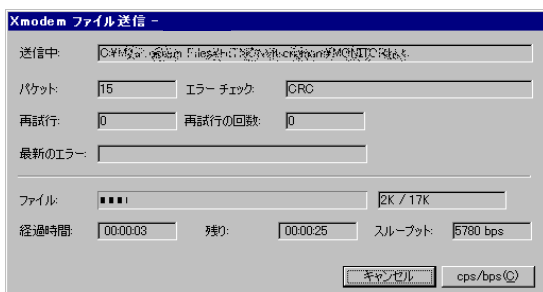 Xmodem ファイル送信 -
送信中:
パケット: 15 エラー チェック: CRC
再試行: 0 再試行の回数: 0
最新のエラー:
ファイル: 2K / 17K
経過時間: 00:00:03 残り: 00:00:25 スループット: 5780 bps
キャンセル cps/bps(C)